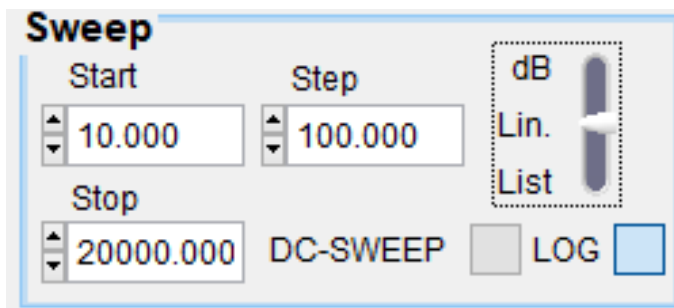 Sweep
Start
Step
dB
10.000
100.000
Lin.
Stop
List
20000.000
DC-SWEEP
LOG